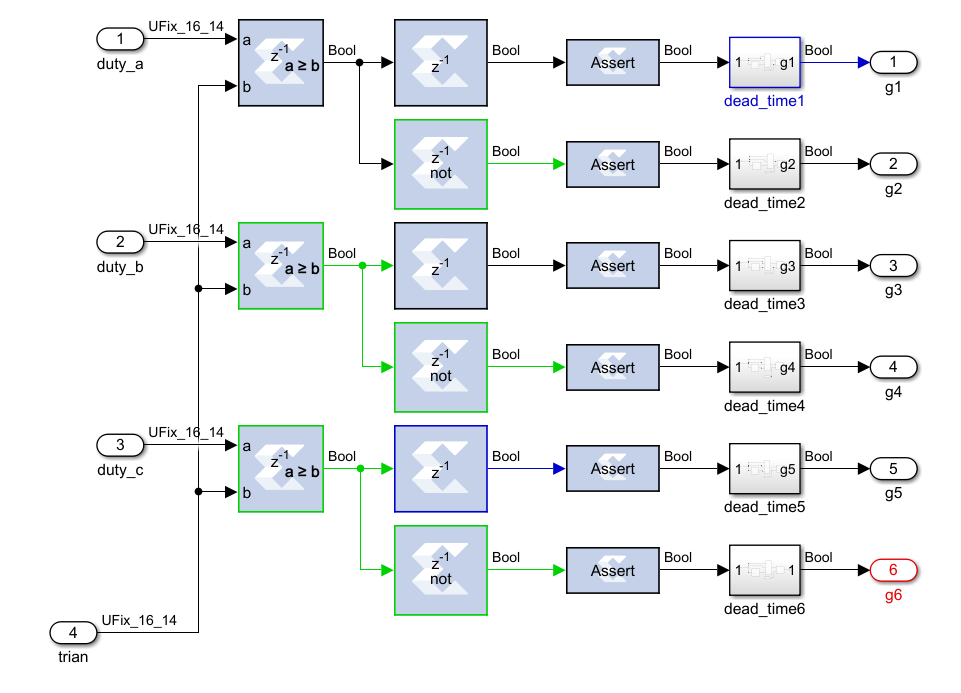 1
duty_a
UFix_16_14
a
b
z-1
a ≥ b
Bool
z-1
Bool
Assert
Bool
1
g1
dead_time1
Bool
1
g1
z-1
not
Bool
Assert
Bool
1
g2
dead_time2
Bool
2
g2
2
duty_b
UFix_16_14
a
b
z-1
a ≥ b
Bool
z-1
Bool
Assert
Bool
1
g3
dead_time3
Bool
3
g3
z-1
not
Bool
Assert
Bool
1
g4
dead_time4
Bool
4
g4
3
duty_c
UFix_16_14
a
b
z-1
a ≥ b
Bool
z-1
Bool
Assert
Bool
1
g5
dead_time5
Bool
5
g5
z-1
not
Bool
Assert
Bool
1
1
dead_time6
Bool
6
g6
4
trian
UFix_16_14